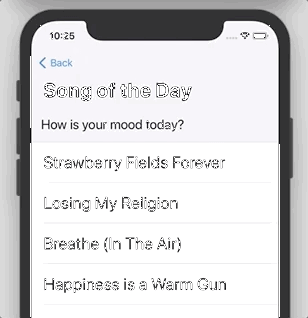 10:25
Back
Song of the Day
How is your mood today?
Strawberry Fields Forever
Losing My Religion
Breathe (In The Air)
Happiness is a Warm Gun